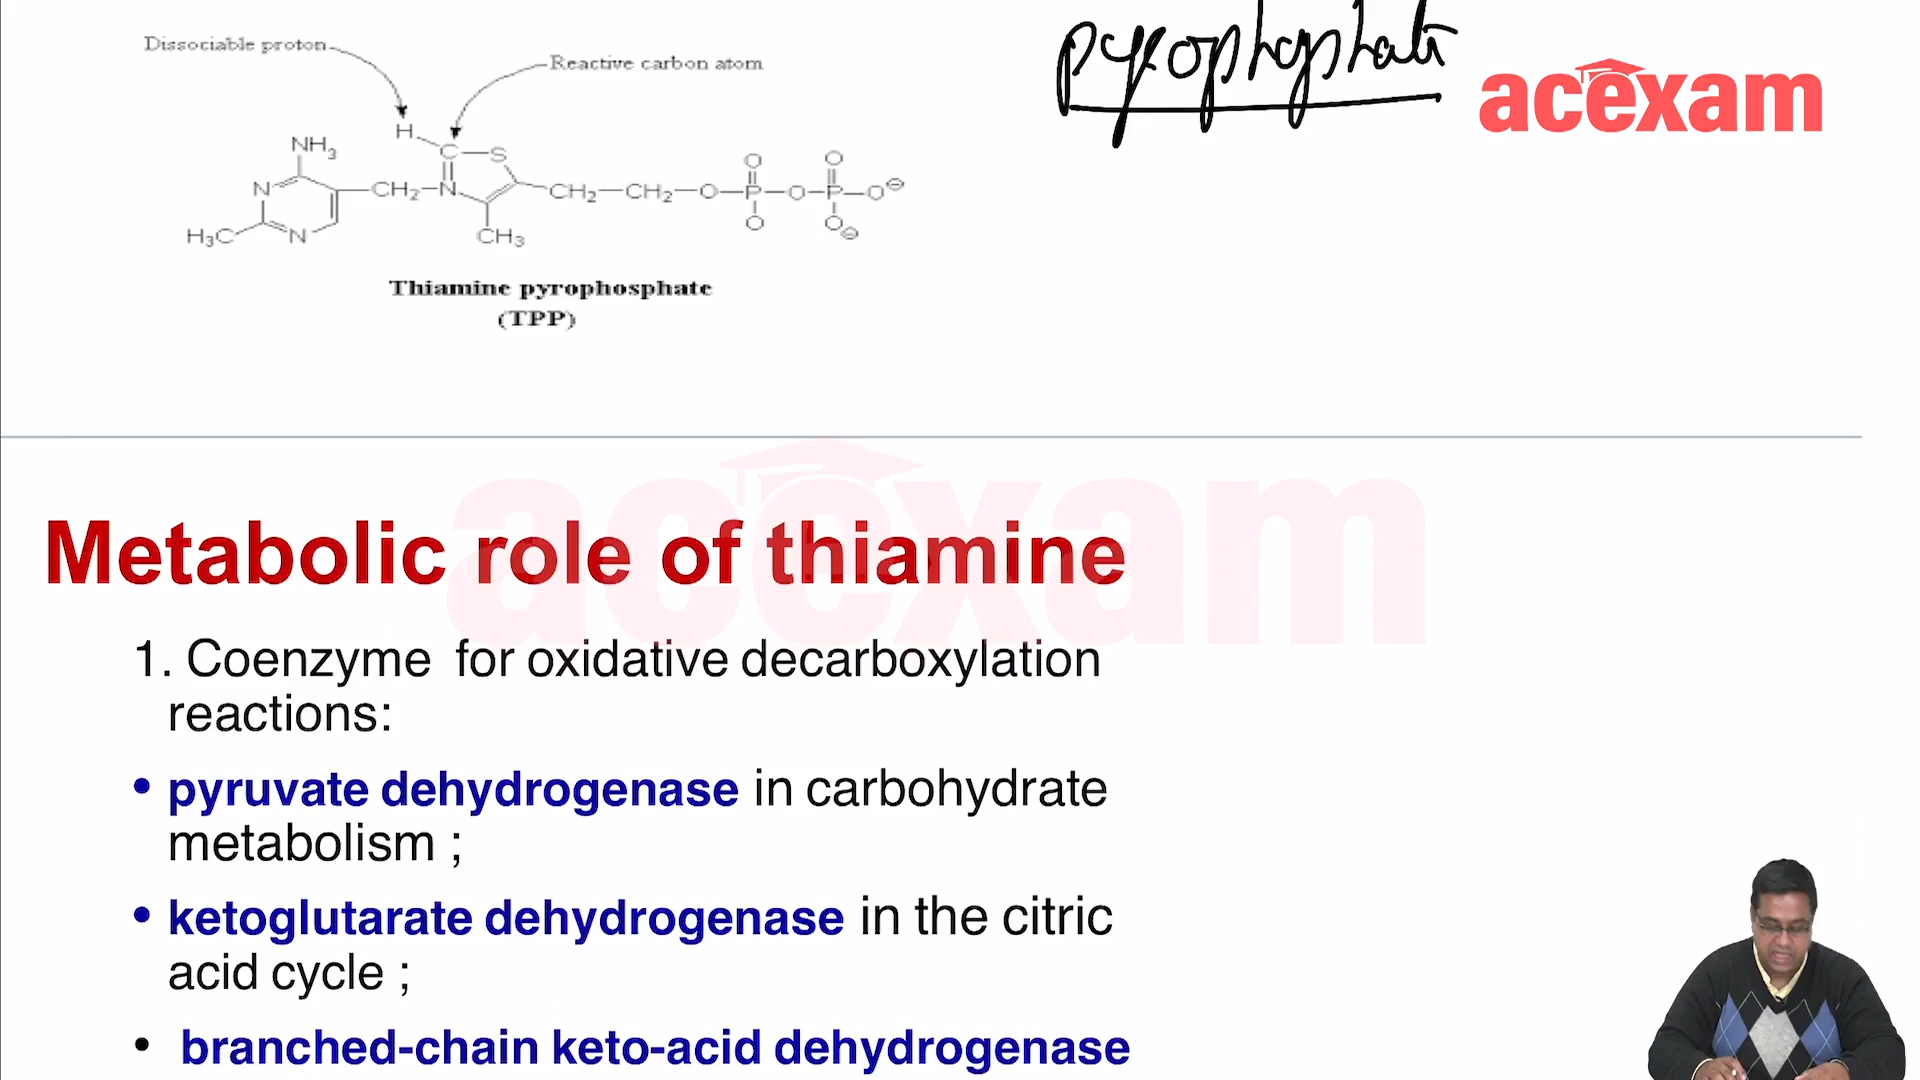 pyrophosphate
acexam
Dissociable proton
Reactive carbon atom
H
NH3
C
S
N
CH2
N
CH2
CH2
O
P
O
P
O
O
O
O
O
H3C
N
CH3
Thiamine pyrophosphate
(TPP)
acexam
Metabolic role of thiamine
1. Coenzyme for oxidative decarboxylation
reactions:
• pyruvate dehydrogenase in carbohydrate
metabolism ;
• ketoglutarate dehydrogenase in the citric
acid cycle ;
• branched-chain keto-acid dehydrogenase